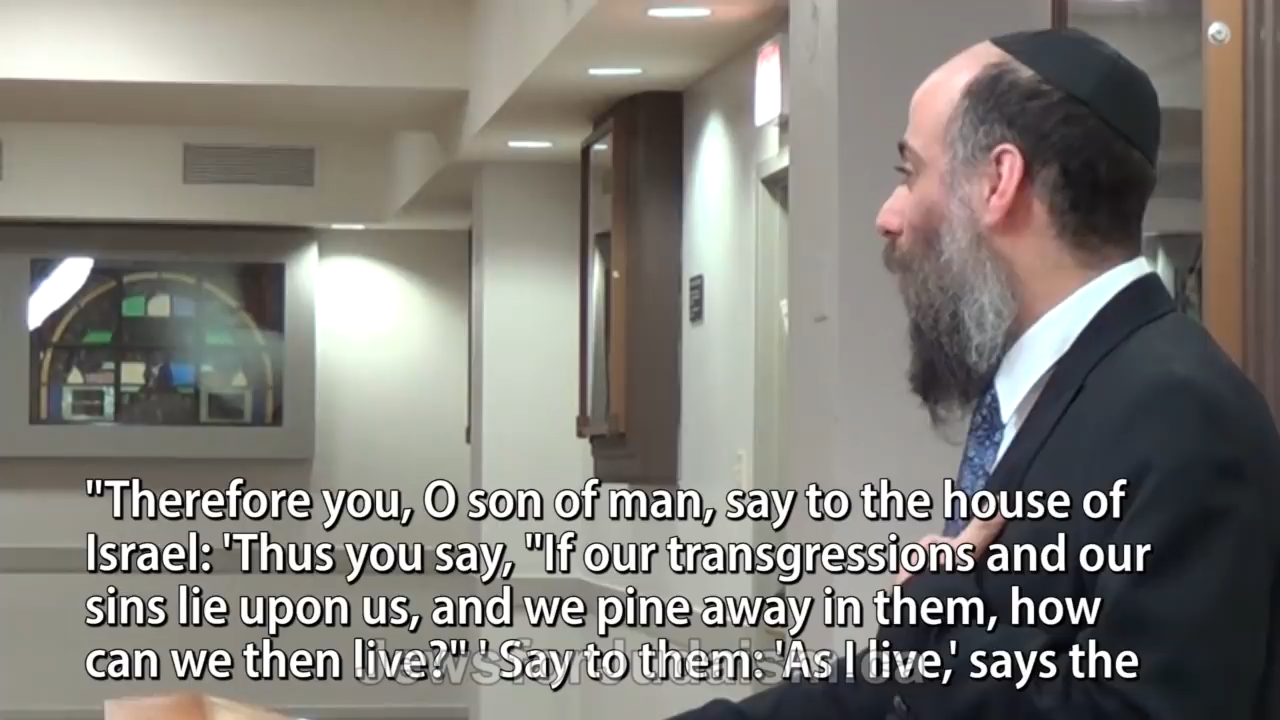 "Therefore you, O son of man, say to the house of
Israel: 'Thus you say, "If our transgressions and our
sins lie upon us, and we pine away in them, how
can we then live?" ' Say to them: 'As I live,' says the
Jewsforjudaism.ca